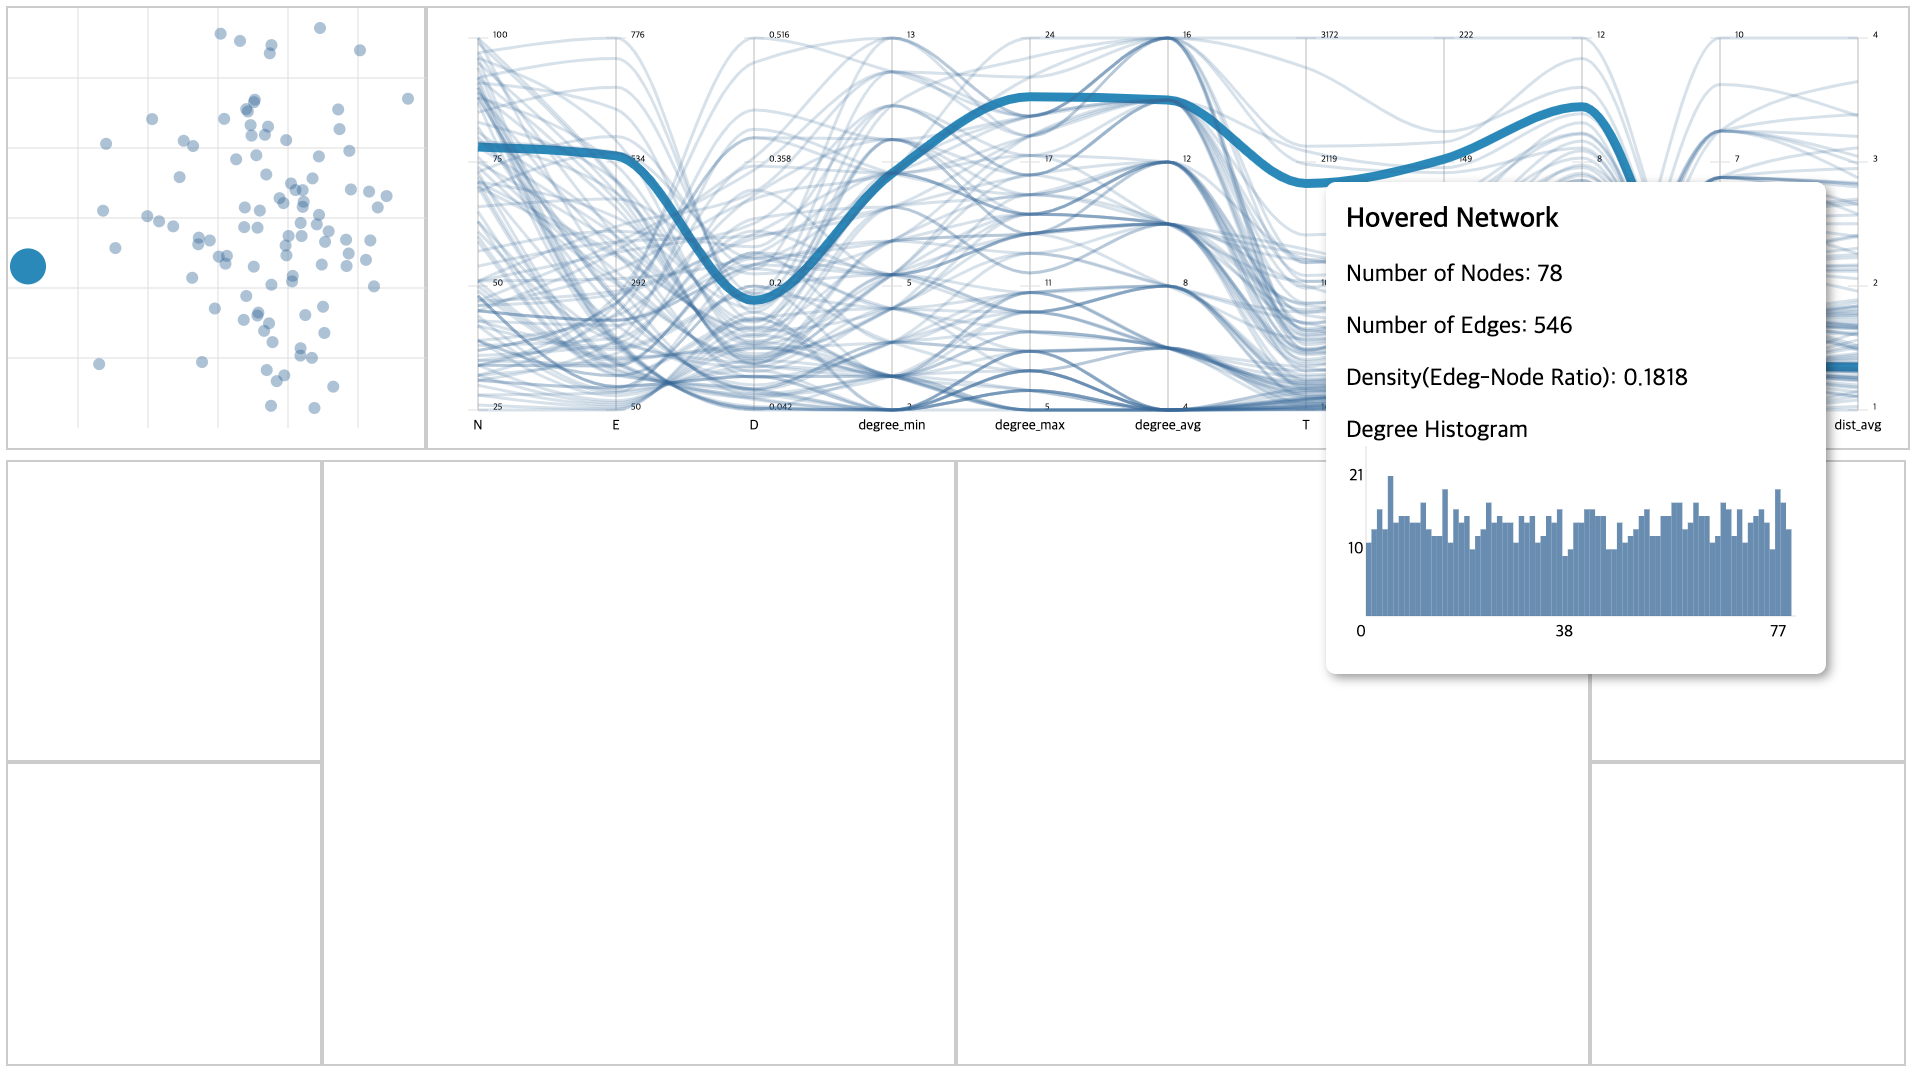 100 776 0.516 13 24 16 3172 222 12 10 4
75 534 0.358 17 12 2119 149 8 7 3
50 292 0.2 5 11 8 2
25 50 0.042 2 5 4 1
N E D degree_min degree_max degree_avg T dist_avg
Hovered Network
Number of Nodes: 78
Number of Edges: 546
Density(Edeg-Node Ratio): 0.1818
Degree Histogram
21
10
0 38 77